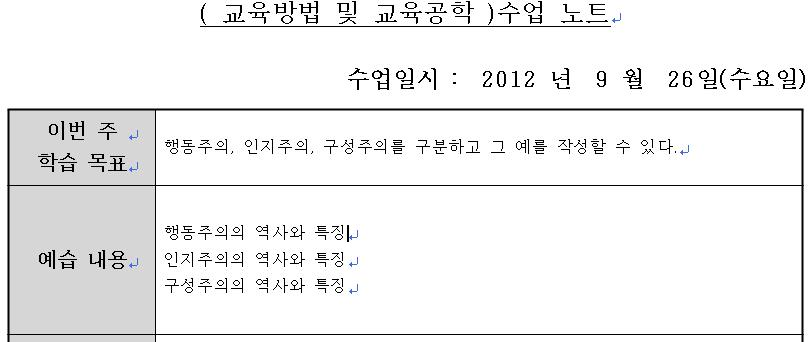 ( 교육방법 및 교육공학 )수업 노트
수업일시 : 2012 년 9 월 26일(수요일)
이번 주
학습 목표
행동주의, 인지주의, 구성주의를 구분하고 그 예를 작성할 수 있다.
예습 내용
행동주의의 역사와 특징
인지주의의 역사와 특징
구성주의의 역사와 특징